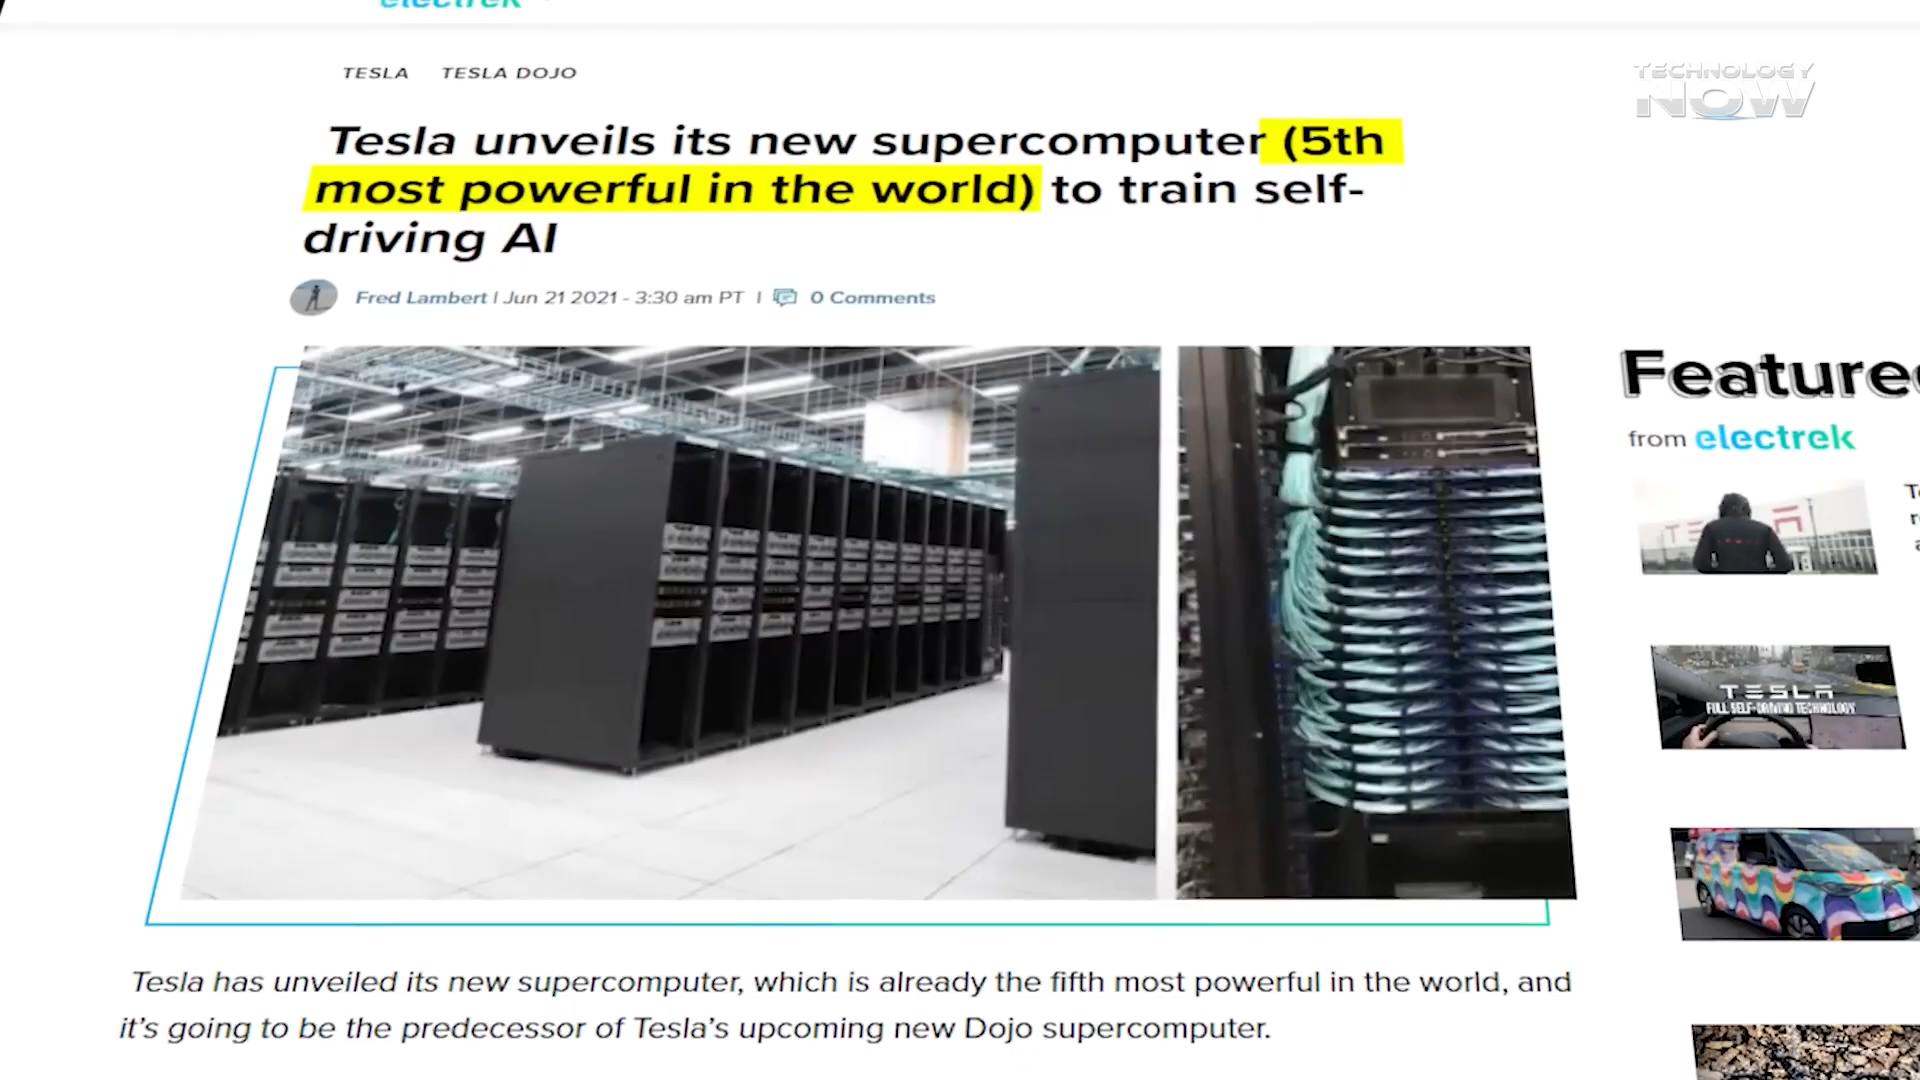 electrek
TESLA TESLA DOJO
TECHNOLOGY
NOW
Tesla unveils its new supercomputer (5th
most powerful in the world) to train self-
driving AI
Fred Lambert | Jun 21 2021 - 3:30 am PT | 0 Comments
Feature
from electrek
TESLA
TESLA
FULL SELF-DRIVING TECHNOLOGY
Tesla has unveiled its new supercomputer, which is already the fifth most powerful in the world, and
it's going to be the predecessor of Tesla's upcoming new Dojo supercomputer.